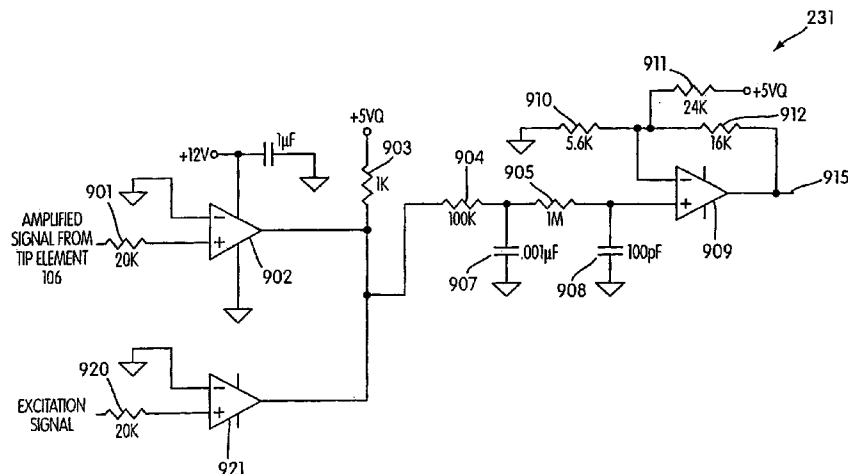 231
911
+5VQ
24K
910
912
5.6K
16K
+5VQ
1µF
903
+12V
1K
904
905
901
100K
1M
915
AMPLIFIED
SIGNAL FROM
TIP ELEMENT
106
20K
902
907
.001µF
908
100pF
909
920
EXCITATION
SIGNAL
20K
921